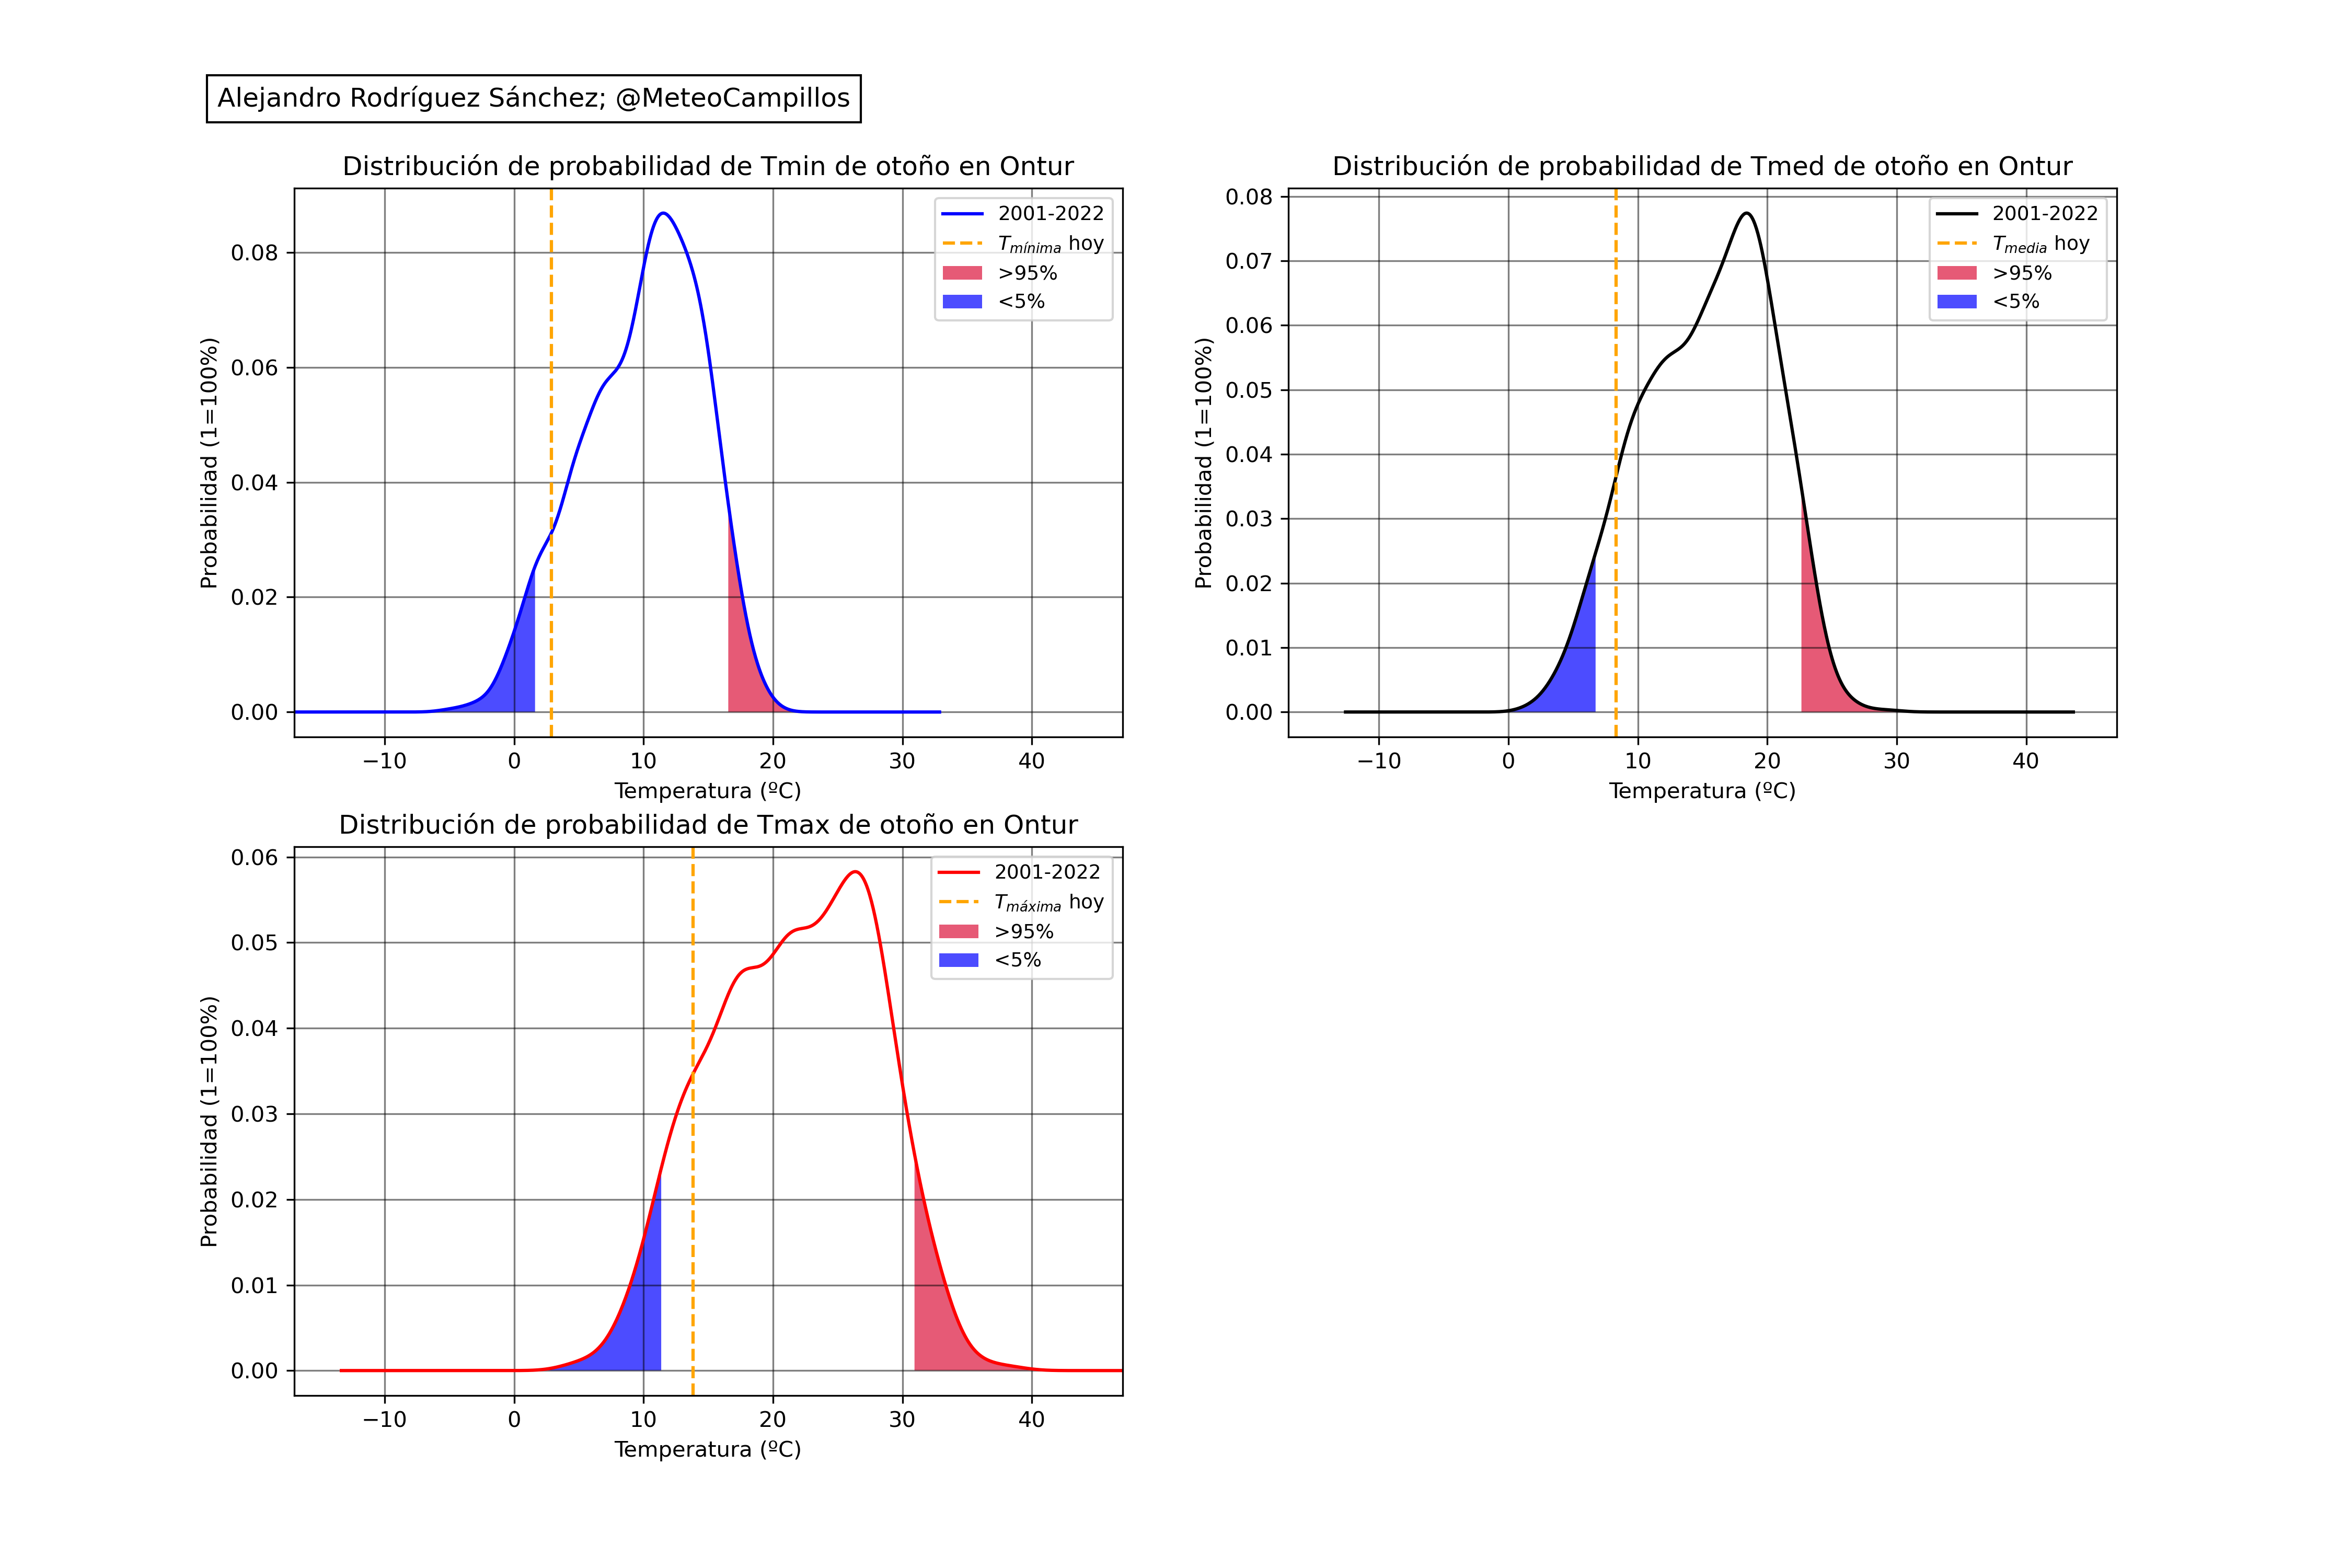 Alejandro Rodríguez Sánchez; @MeteoCampillos
Distribución de probabilidad de Tmin de otoño en Ontur
Probabilidad (1=100%)
0.08
0.06
0.04
0.02
0.00
−10 0 10 20 30 40
Temperatura (ºC)
2001-2022
Tmínima hoy
>95%
<5%
Distribución de probabilidad de Tmed de otoño en Ontur
Probabilidad (1=100%)
0.08
0.07
0.06
0.05
0.04
0.03
0.02
0.01
0.00
−10 0 10 20 30 40
Temperatura (ºC)
2001-2022
Tmedia hoy
>95%
<5%
Distribución de probabilidad de Tmax de otoño en Ontur
Probabilidad (1=100%)
0.06
0.05
0.04
0.03
0.02
0.01
0.00
−10 0 10 20 30 40
Temperatura (ºC)
2001-2022
Tmáxima hoy
>95%
<5%